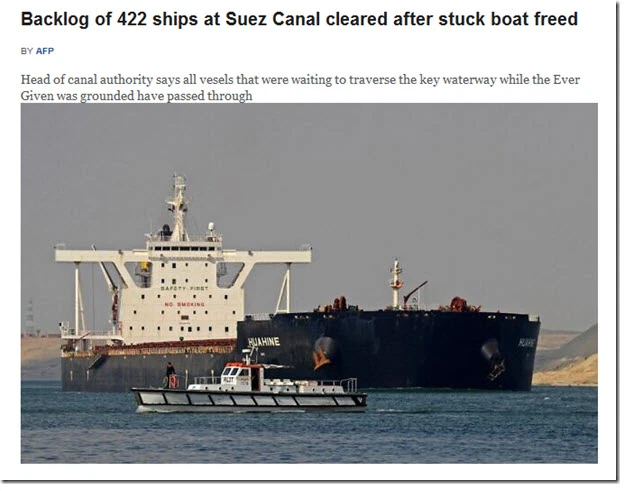 Backlog of 422 ships at Suez Canal cleared after stuck boat freed
BY AFP
Head of canal authority says all vesels that were waiting to traverse the key waterway while the Ever
Given was grounded have passed through
SAFETY FIRST
NO SMOKING
HUAHINE
HUAHINE
PILOT